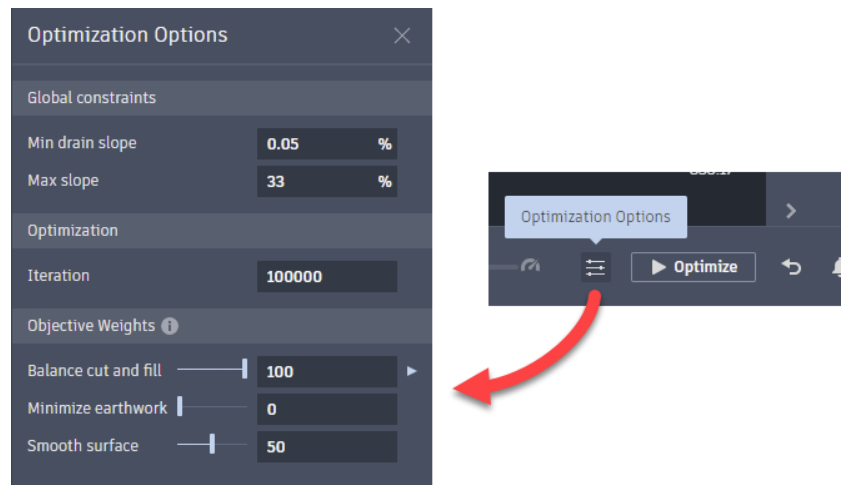 Optimization Options
Global constraints
Min drain slope 0.05 %
Max slope 33 %
Optimization
Iteration 100000
Objective Weights
Balance cut and fill 100
Minimize earthwork 0
Smooth surface 50
Optimization Options
Optimize